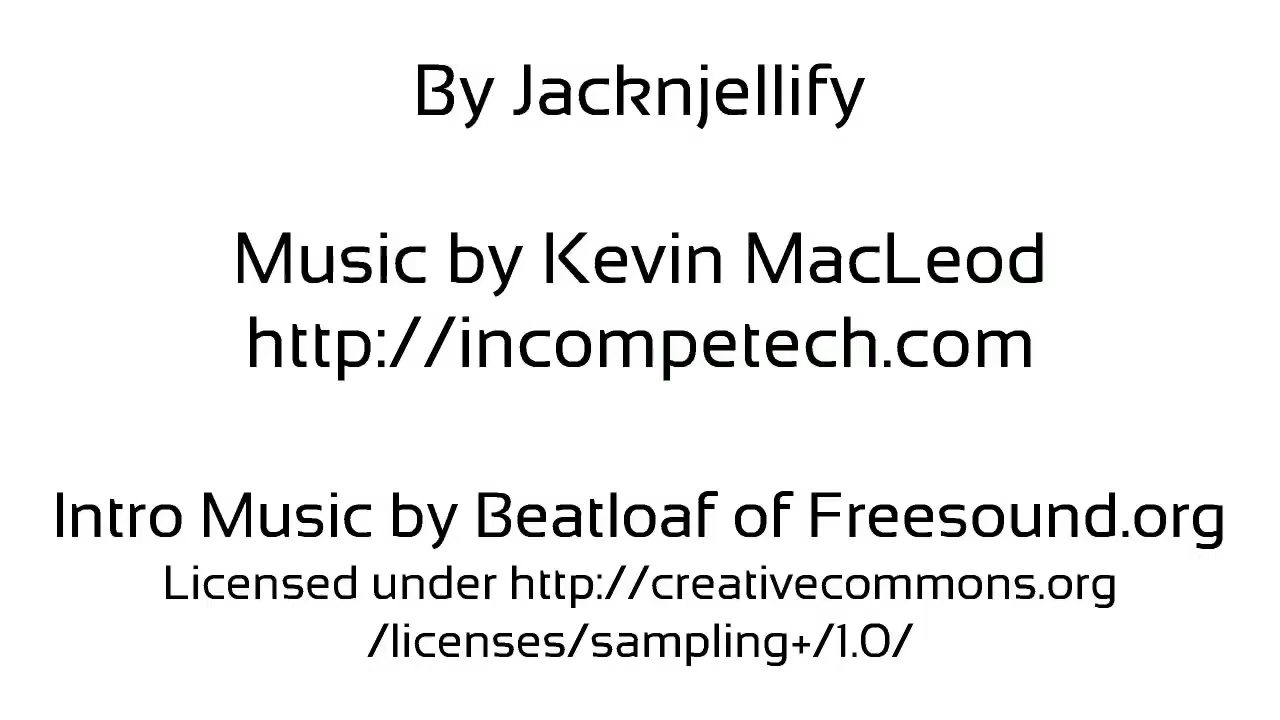 By Jacknjellify
Music by Kevin MacLeod
http://incompetech.com
Intro Music by Beatloaf of Freesound.org
Licensed under http://creativecommons.org
/licenses/sampling+/1.0/